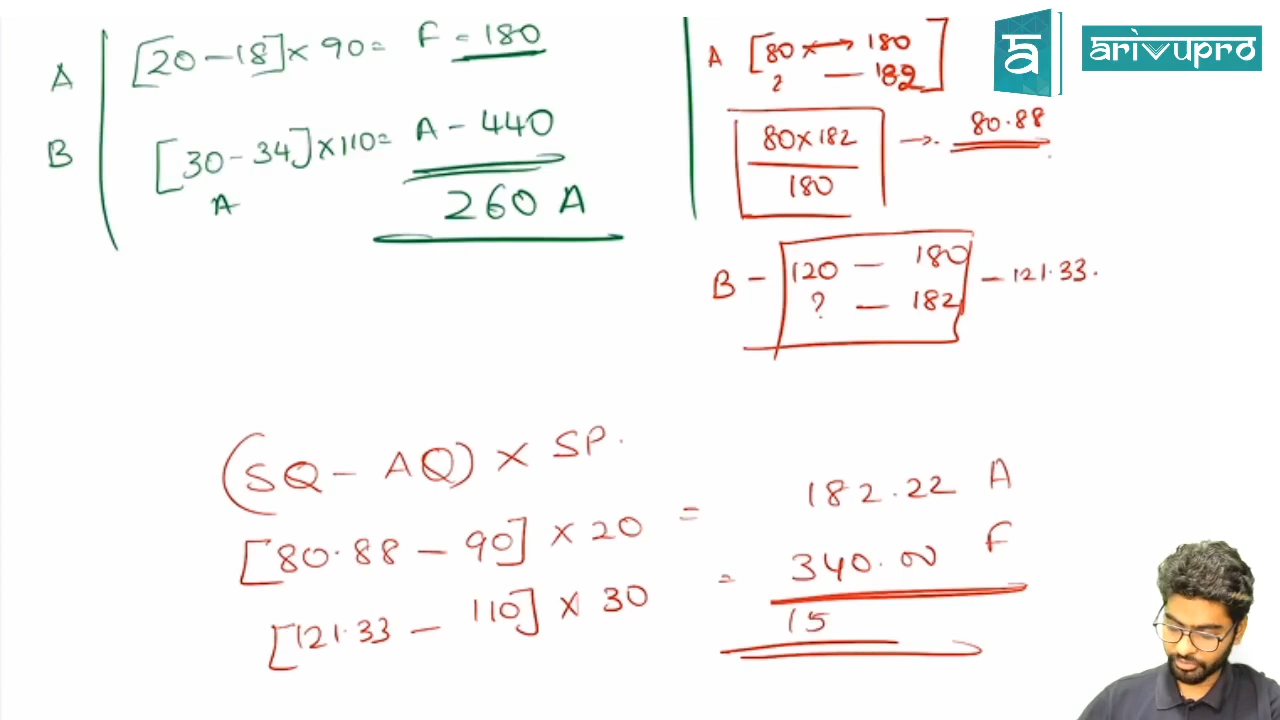 A [20-18]×90= F = 180
B [30-34]×110= A - 440
A
260 A
A [80 × → 180
? — 182]
80×182
180
→ 80.88
B - 120 — 180
? — 182
- 121.33.
(SQ - AQ) × SP.
[80.88 - 90] × 20 = 182.22 A
[121.33 - 110] × 30 = 340.00 F
15
ā arivupro